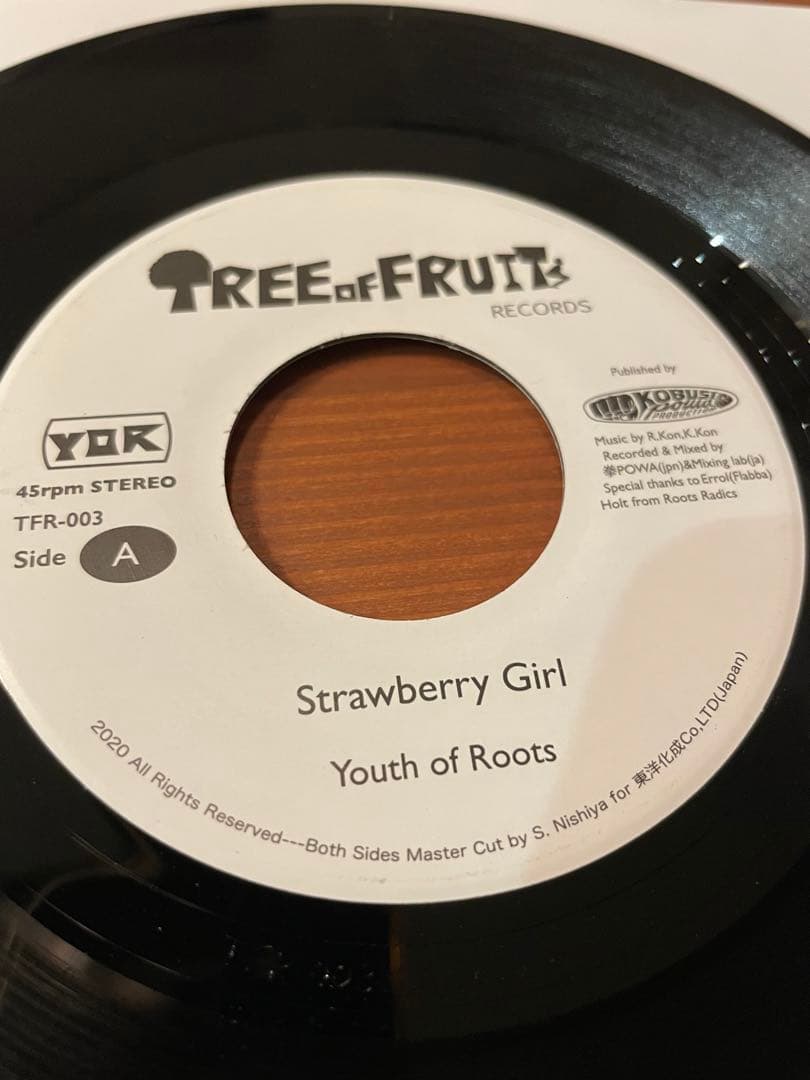 TREE OF FRUITS
RECORDS
YOR
45rpm STEREO
TFR-003
Side A
Published by
KOBUSHI
POWA
PRODUCTION
Music by R.Kon,K.Kon
Recorded & Mixed by
拳POWA(jpn)&Mixing lab(ja)
Special thanks to Errol(Flabba)
Holt from Roots Radics
Strawberry Girl
Youth of Roots
2020 All Rights Reserved---Both Sides Master Cut by S. Nishiya for 東洋化成Co,LTD(Japan)